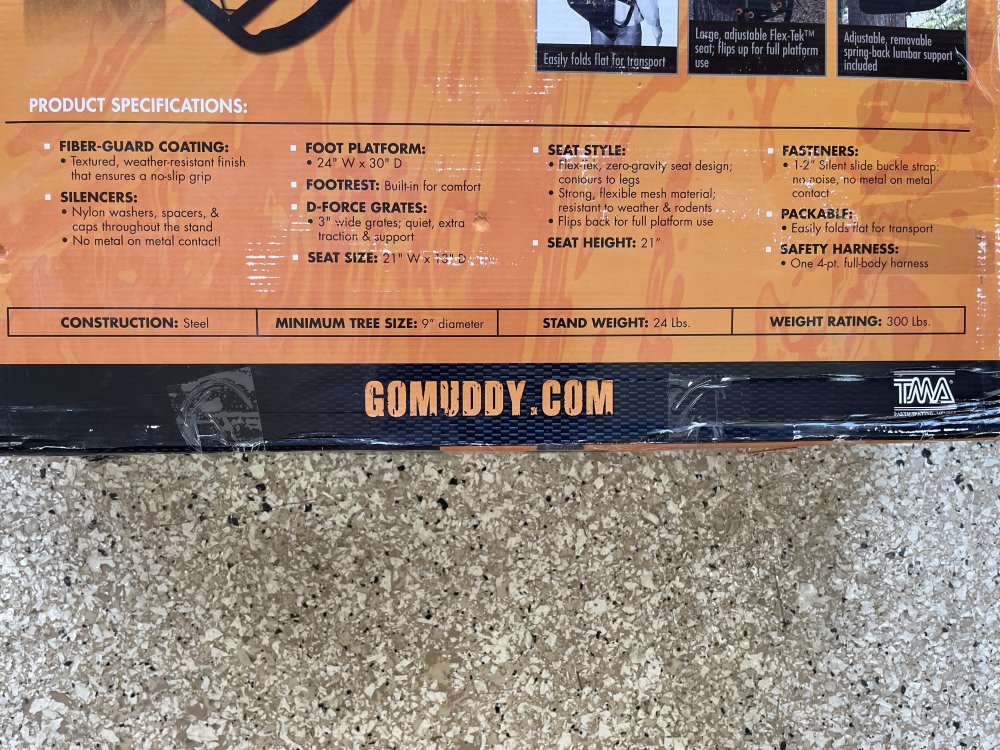 Easily folds flat for transport
Large, adjustable Flex-Tek™
seat; flips up for full platform
use
Adjustable, removable
spring-back lumbar support
included
PRODUCT SPECIFICATIONS:
FIBER-GUARD COATING:
• Textured, weather-resistant finish
that ensures a no-slip grip
SILENCERS:
• Nylon washers, spacers, &
caps throughout the stand
• No metal on metal contact!
FOOT PLATFORM:
• 24" W x 30" D
FOOTREST: Built-in for comfort
D-FORCE GRATES:
• 3" wide grates; quiet, extra
traction & support
SEAT SIZE: 21" W x 13" D
SEAT STYLE:
• Flex-Tek, zero-gravity seat design;
contours to legs
• Strong, flexible mesh material;
resistant to weather & rodents
• Flips back for full platform use
SEAT HEIGHT: 21"
FASTENERS:
• 1-2" Silent slide buckle strap:
no noise, no metal on metal
contact
PACKABLE:
• Easily folds flat for transport
SAFETY HARNESS:
• One 4-pt. full-body harness
CONSTRUCTION: Steel
MINIMUM TREE SIZE: 9" diameter
STAND WEIGHT: 24 Lbs.
WEIGHT RATING: 300 Lbs.
GOMUDDY.COM
TMA